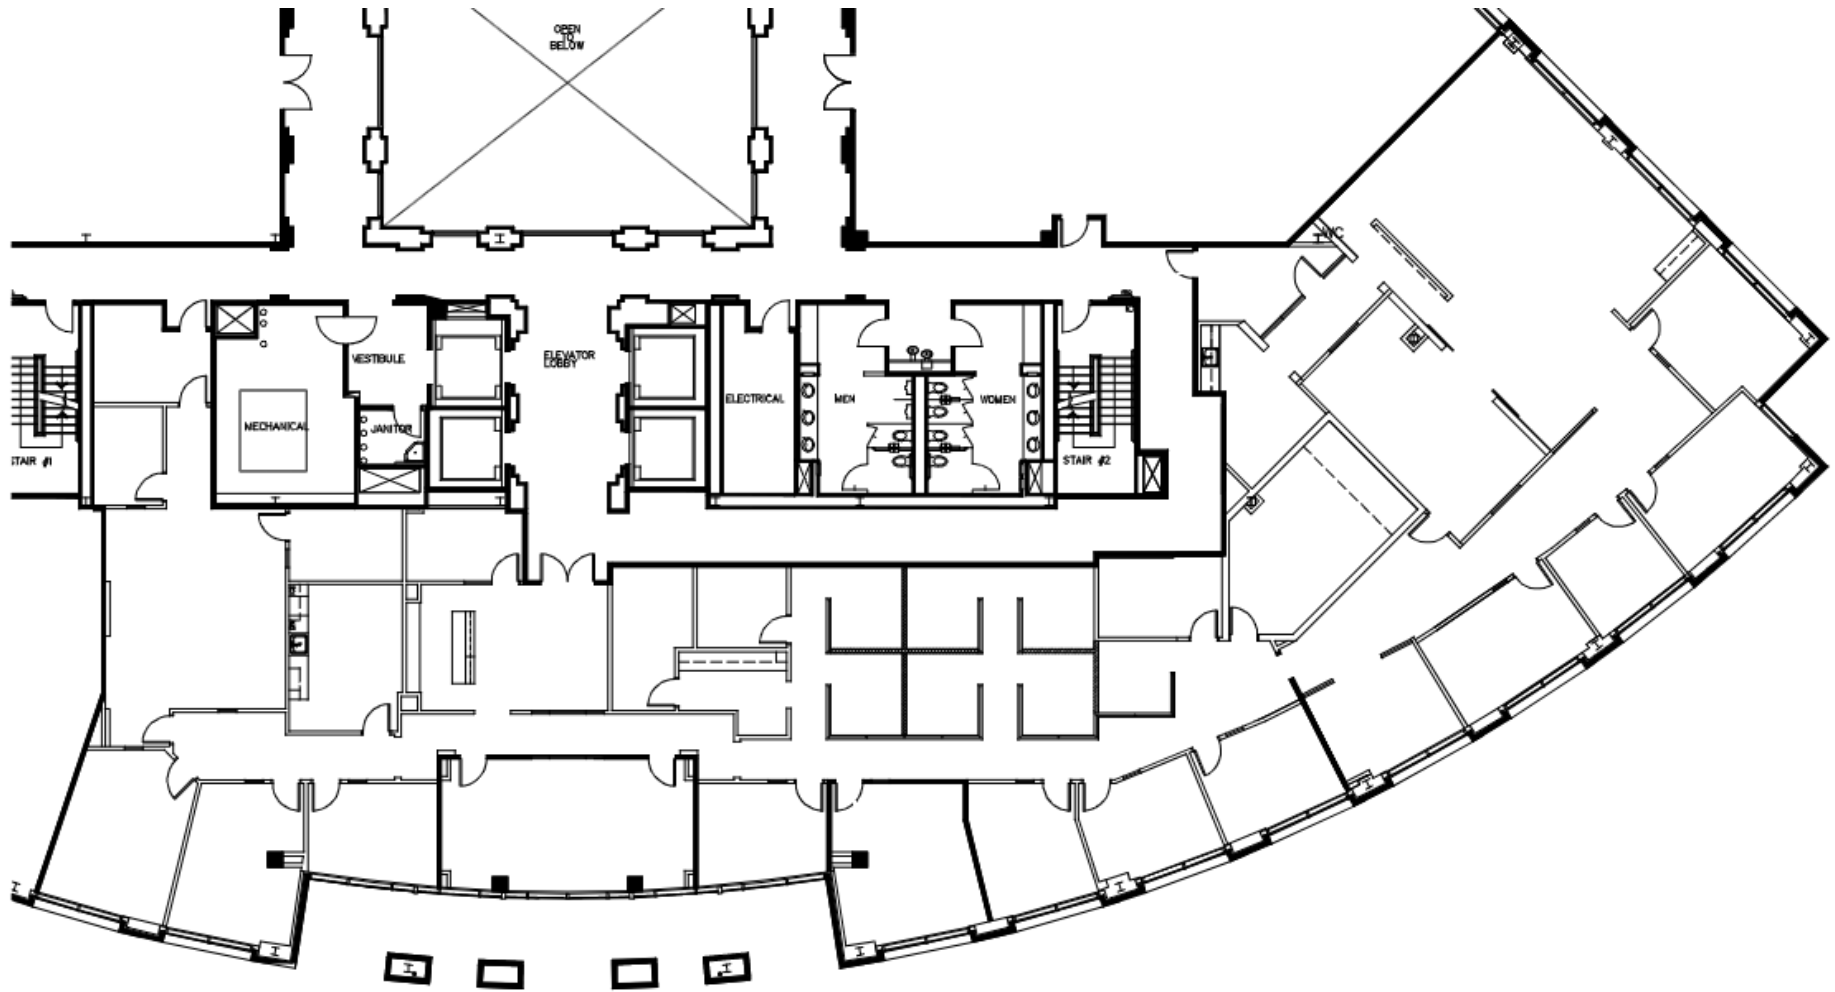 OPEN
TO
BELOW
WC
VESTIBULE
ELEVATOR
LOBBY
ELECTRICAL
MEN
WOMEN
MECHANICAL
JANITOR
STAIR #1
STAIR #2